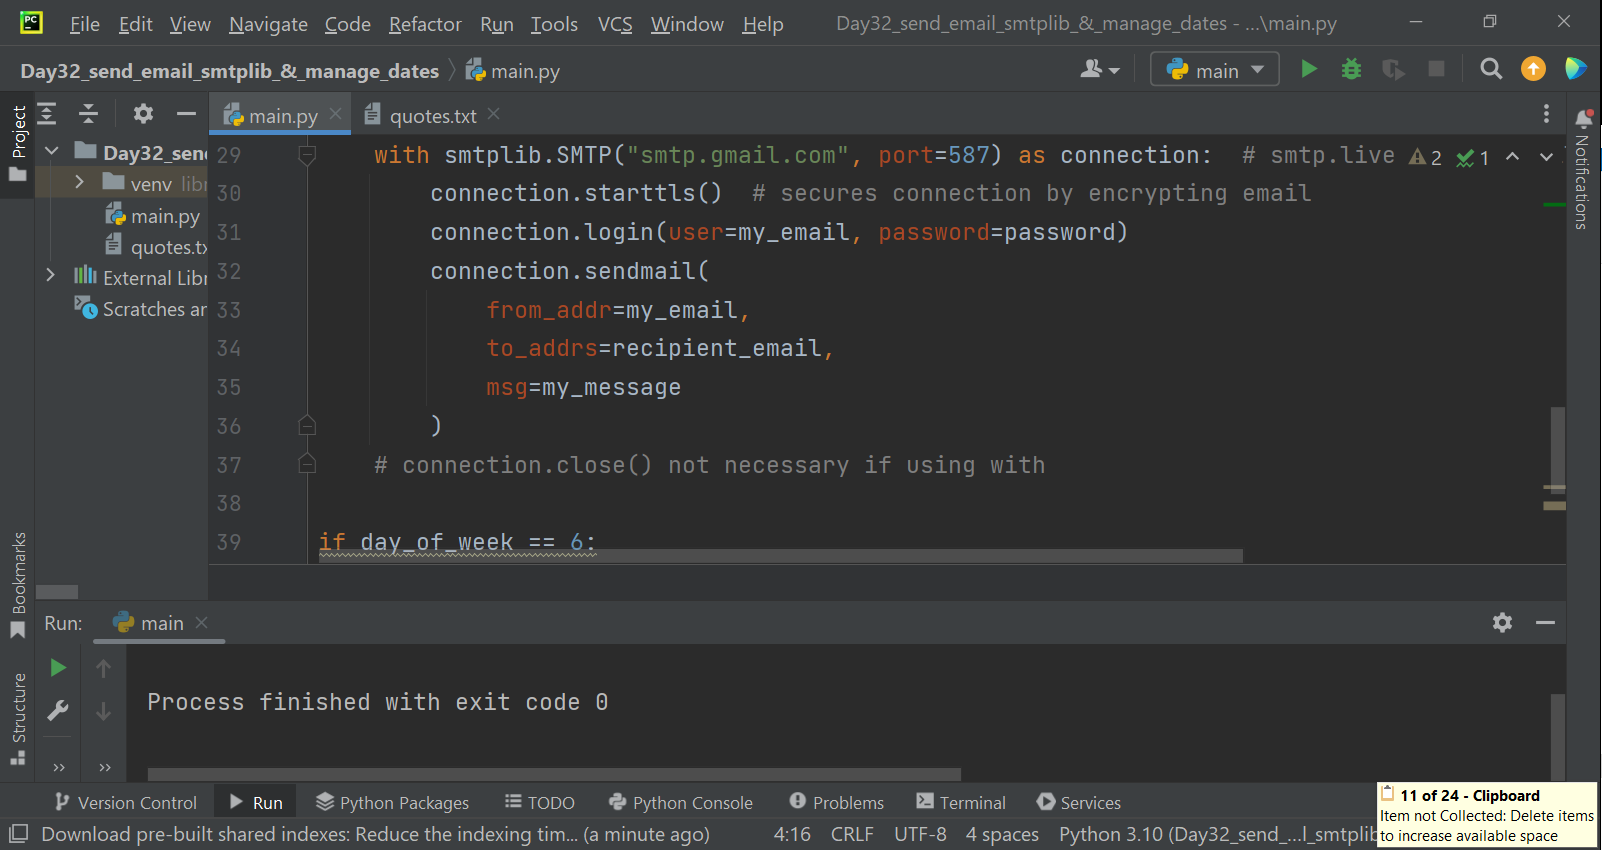 PC File Edit View Navigate Code Refactor Run Tools VCS Window Help Day32_send_email_smtplib_&_manage_dates - ...\main.py
Day32_send_email_smtplib_&_manage_dates main.py main
Project
main.py quotes.txt
Day32_send
venv libr
main.py
quotes.tx
External Libr
Scratches an
29 with smtplib.SMTP("smtp.gmail.com", port=587) as connection: # smtp.live 2 1
30 connection.starttls() # secures connection by encrypting email
31 connection.login(user=my_email, password=password)
32 connection.sendmail(
33 from_addr=my_email,
34 to_addrs=recipient_email,
35 msg=my_message
36 )
37 # connection.close() not necessary if using with
38
39 if day_of_week == 6:
Notifications
Bookmarks
Structure
Run: main
Process finished with exit code 0
Version Control Run Python Packages TODO Python Console Problems Terminal Services
Download pre-built shared indexes: Reduce the indexing tim... (a minute ago) 4:16 CRLF UTF-8 4 spaces Python 3.10 (Day32_send_...l_smtplib
11 of 24 - Clipboard
Item not Collected: Delete items
to increase available space